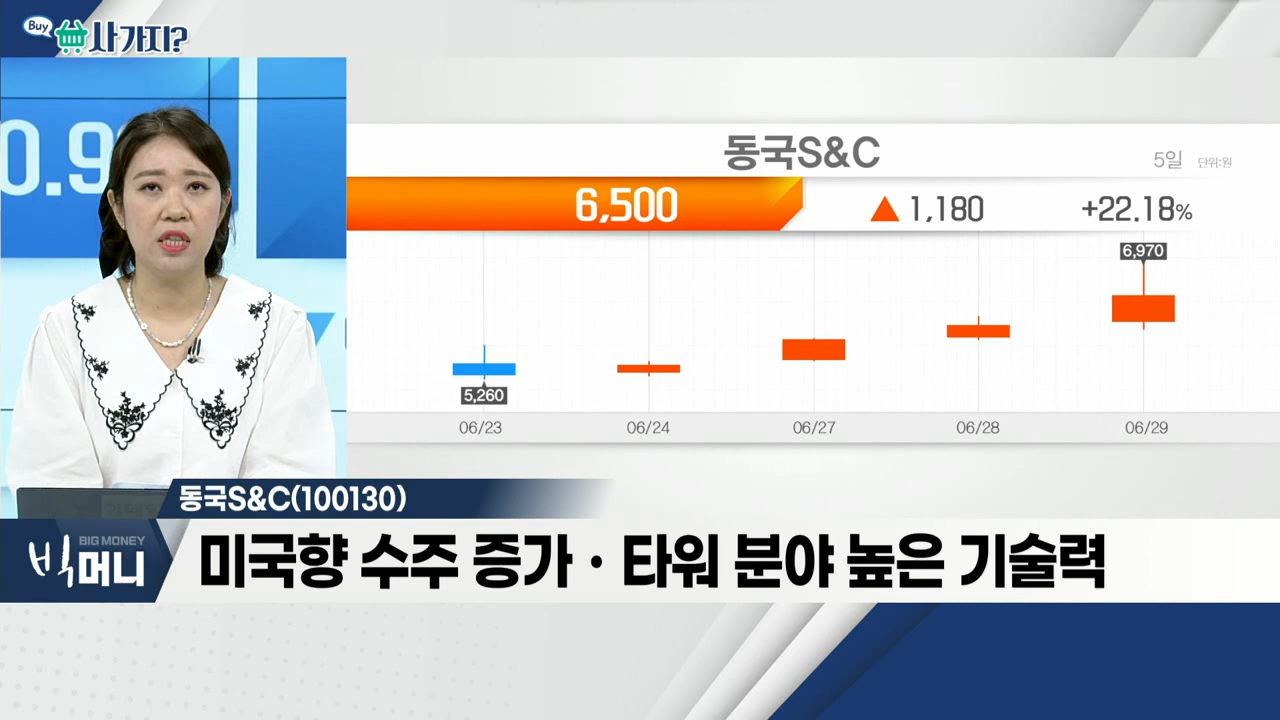 Buy
사가지?
0.9
동국S&C
5일 단위:원
6,500 ▲ 1,180 +22.18%
6,970
5,260
06/23 06/24 06/27 06/28 06/29
동국S&C(100130)
BIG MONEY
빅머니
미국향 수주 증가·타워 분야 높은 기술력